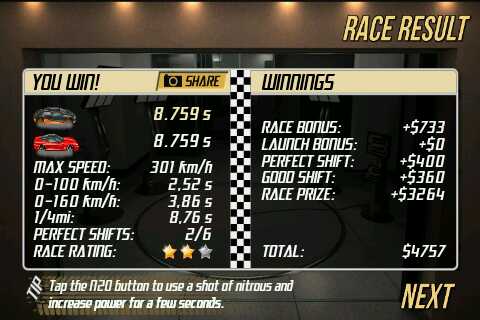 RACE RESULT
YOU WIN!
SHARE
8.759 s
8.759 s
MAX SPEED: 301 km/h
0-100 km/h: 2,52 s
0-160 km/h: 3,86 s
1/4mi: 8,76 s
PERFECT SHIFTS: 2/6
RACE RATING:
WINNINGS
RACE BONUS: +$733
LAUNCH BONUS: +$0
PERFECT SHIFT: +$400
GOOD SHIFT: +$360
RACE PRIZE: +$3264
TOTAL: $4757
Tap the N2O button to use a shot of nitrous and
increase power for a few seconds.
NEXT